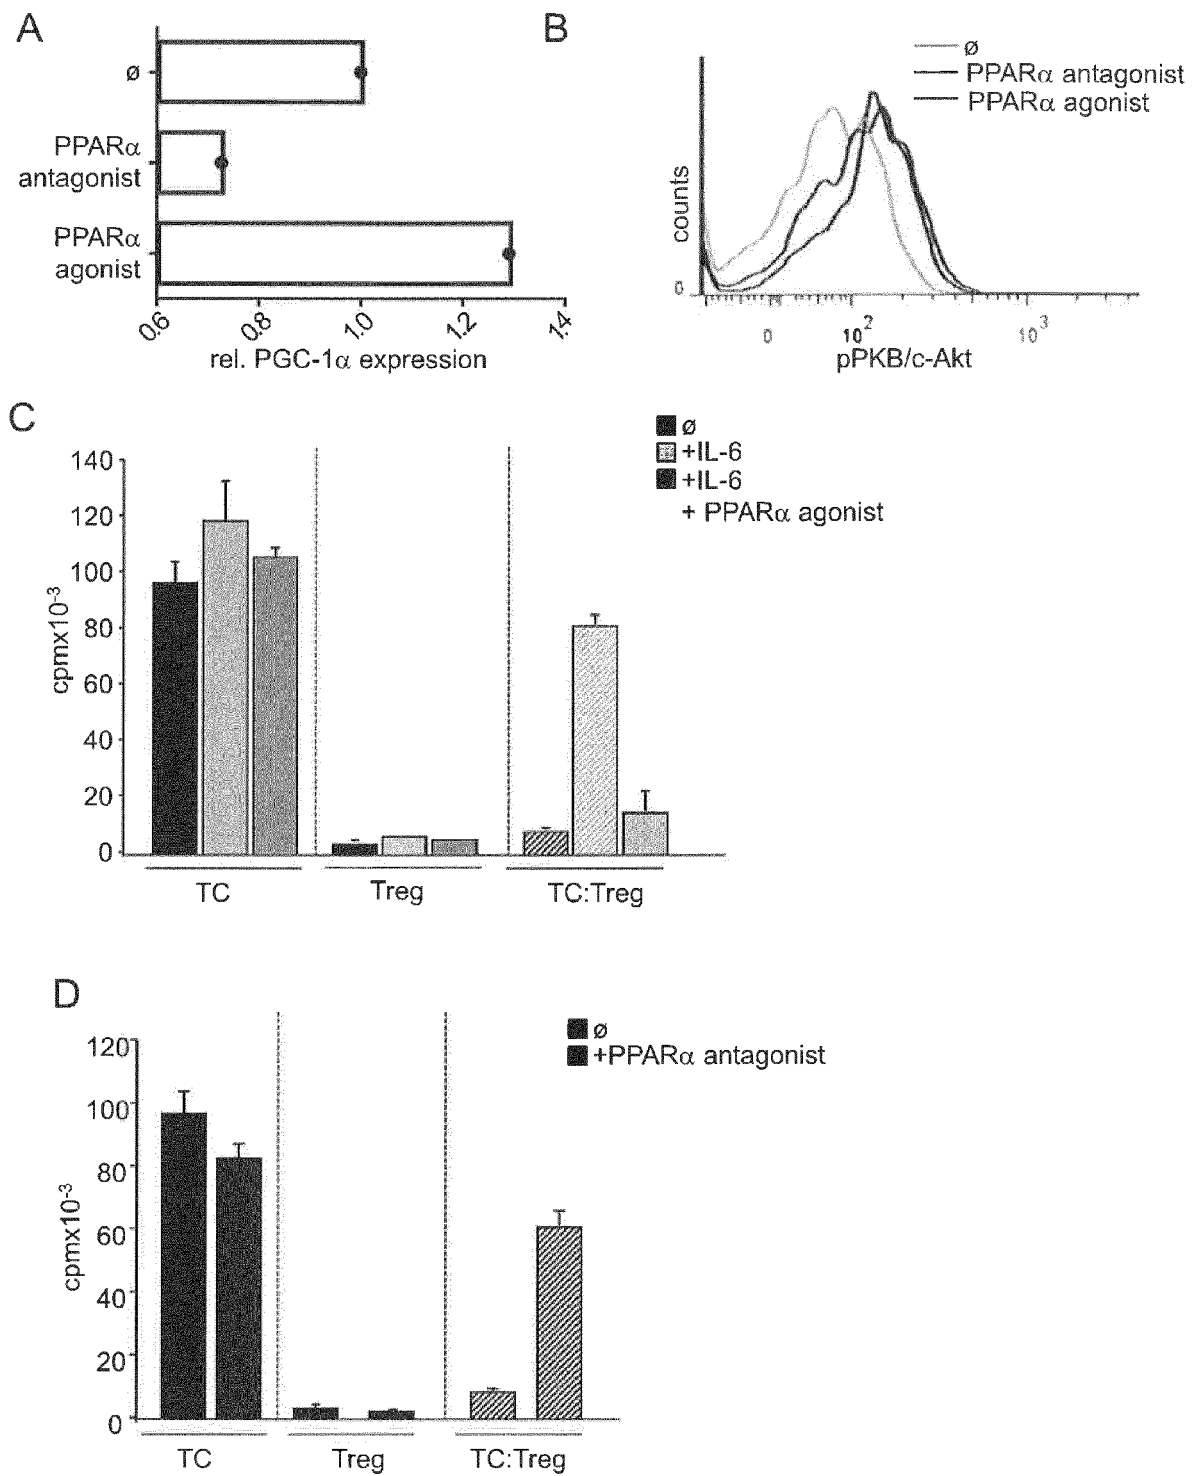 A
ø
PPARα
antagonist
PPARα
agonist
0.6
0.8
1.0
1.2
1.4
rel. PGC-1α expression
B
ø
PPARα antagonist
PPARα agonist
counts
0
0
10²
10³
pPKB/c-Akt
C
ø
+IL-6
+IL-6
+ PPARα agonist
140
120
100
80
60
40
20
0
cpmx10⁻³
TC
Treg
TC:Treg
D
ø
+PPARα antagonist
120
100
80
60
40
20
0
cpmx10⁻³
TC
Treg
TC:Treg